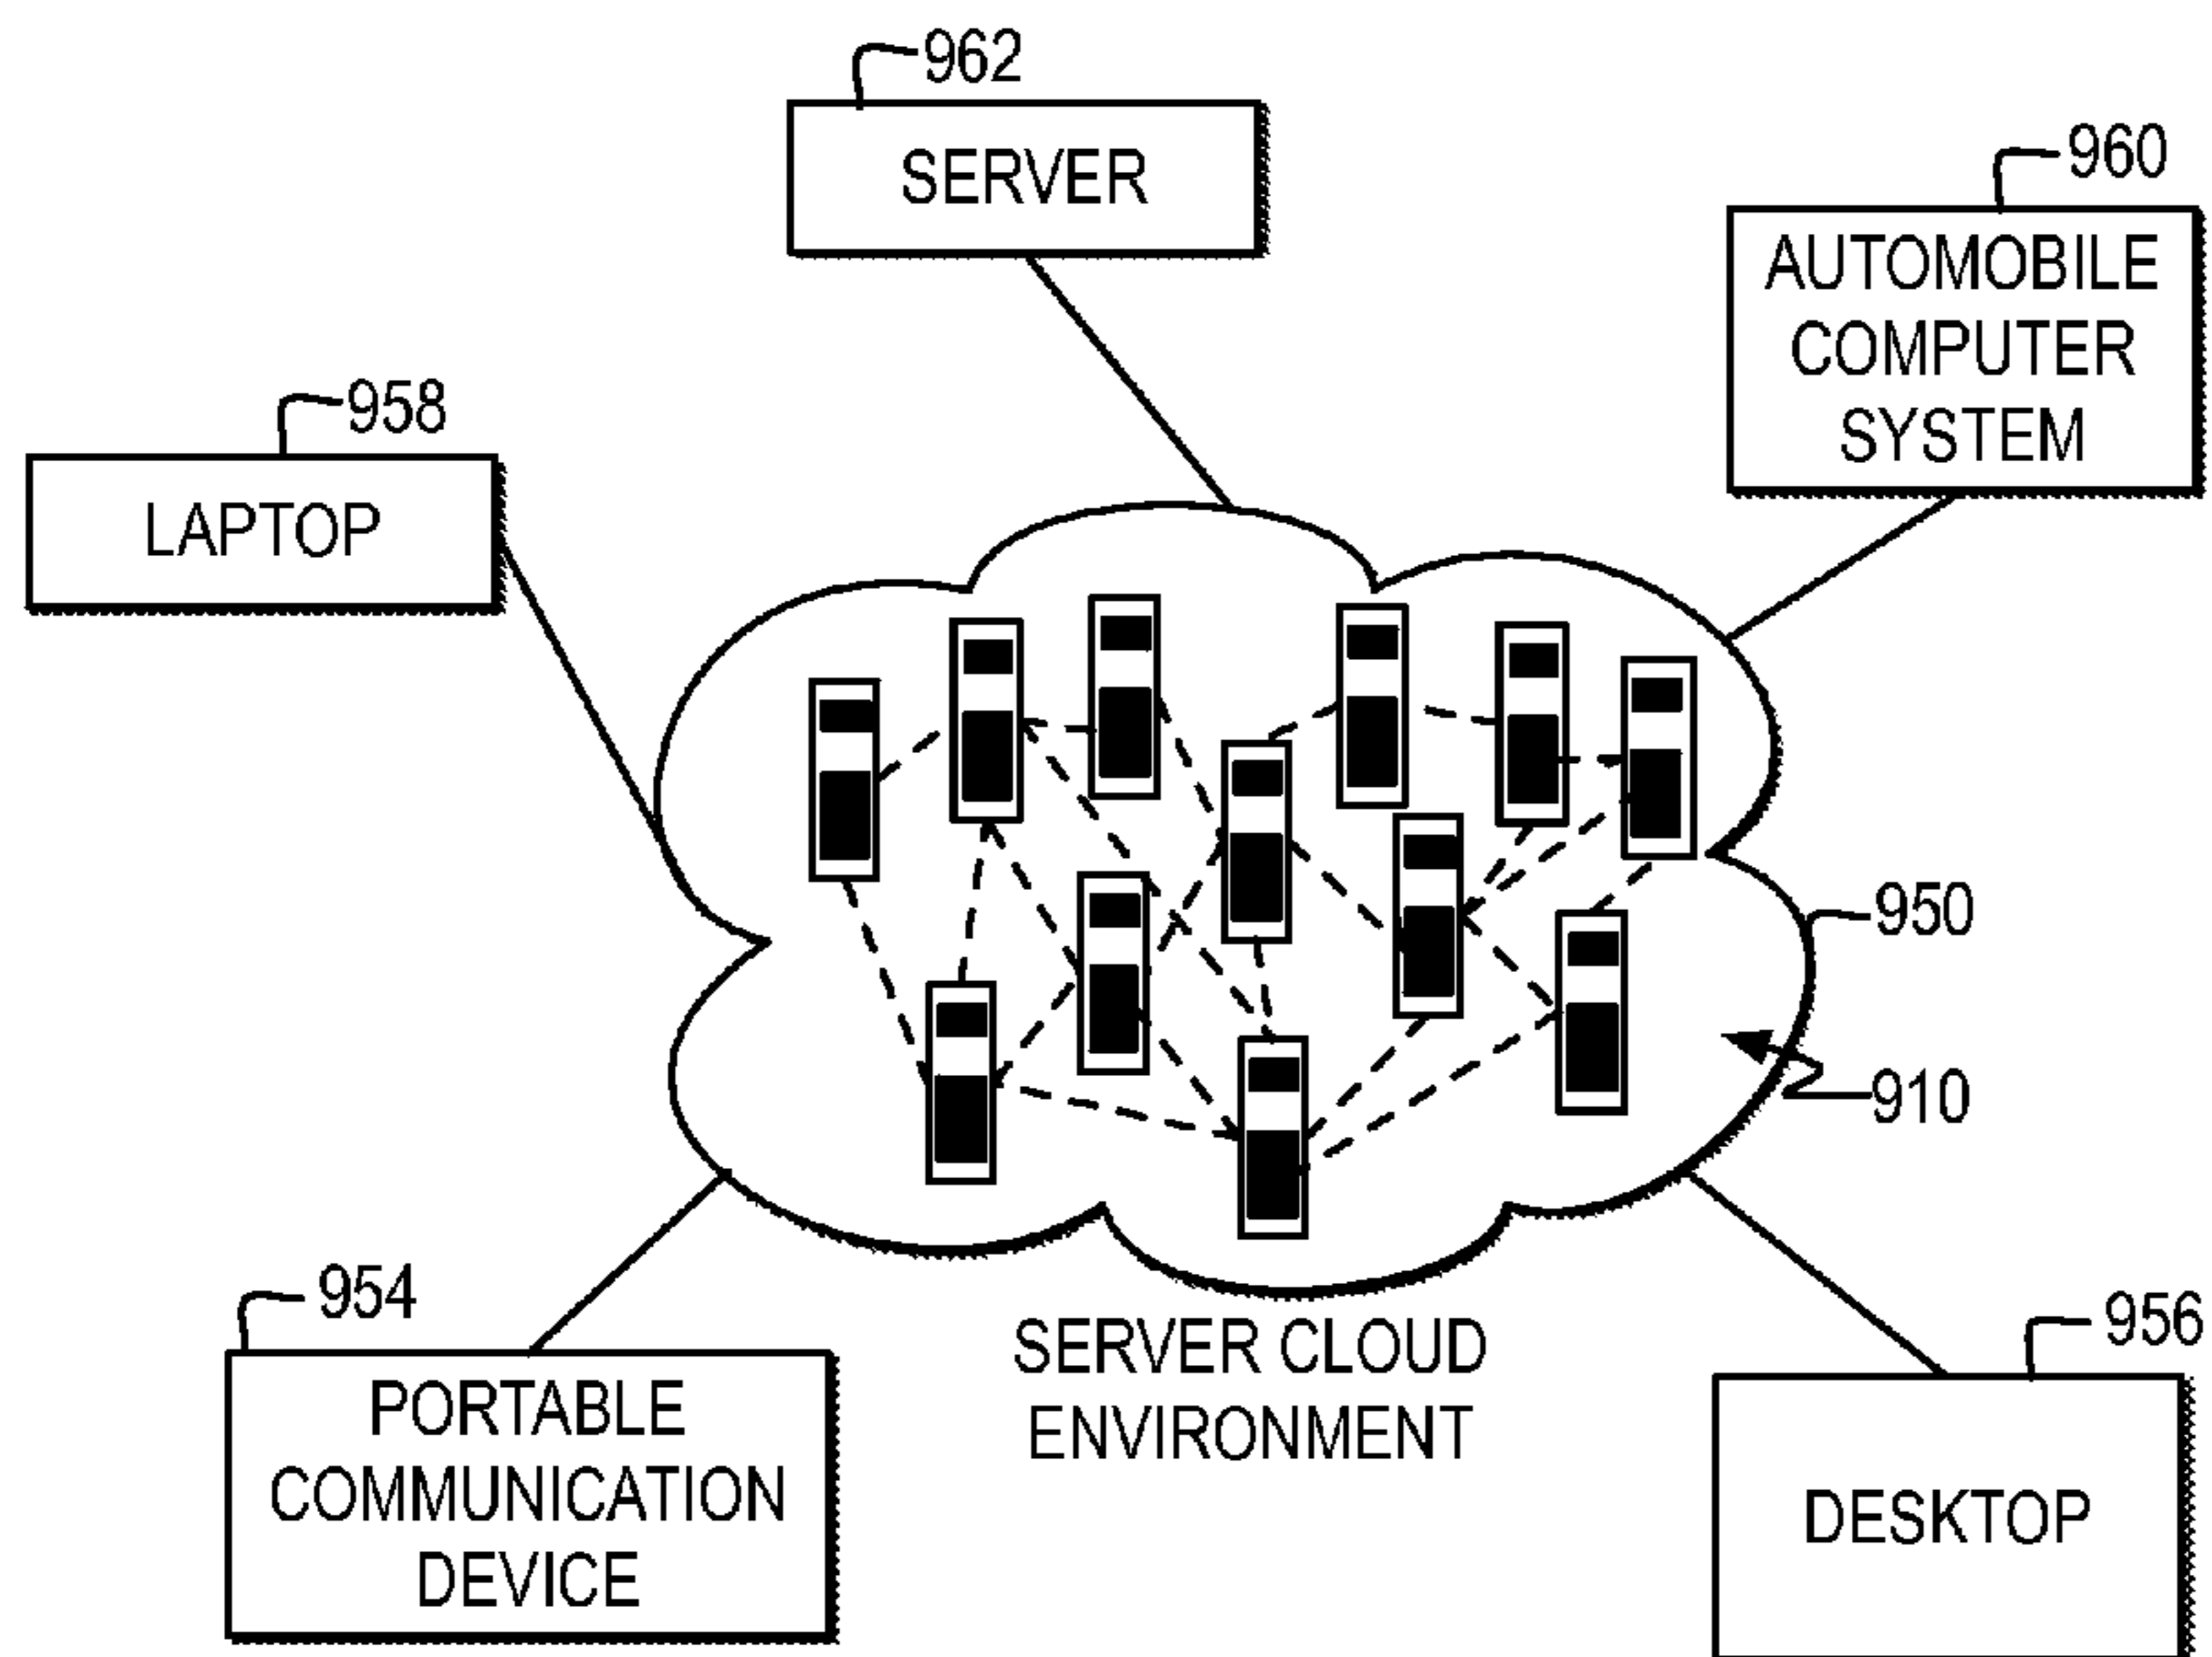 962
SERVER
960
AUTOMOBILE
COMPUTER
SYSTEM
958
LAPTOP
950
910
954
PORTABLE
COMMUNICATION
DEVICE
SERVER CLOUD
ENVIRONMENT
956
DESKTOP